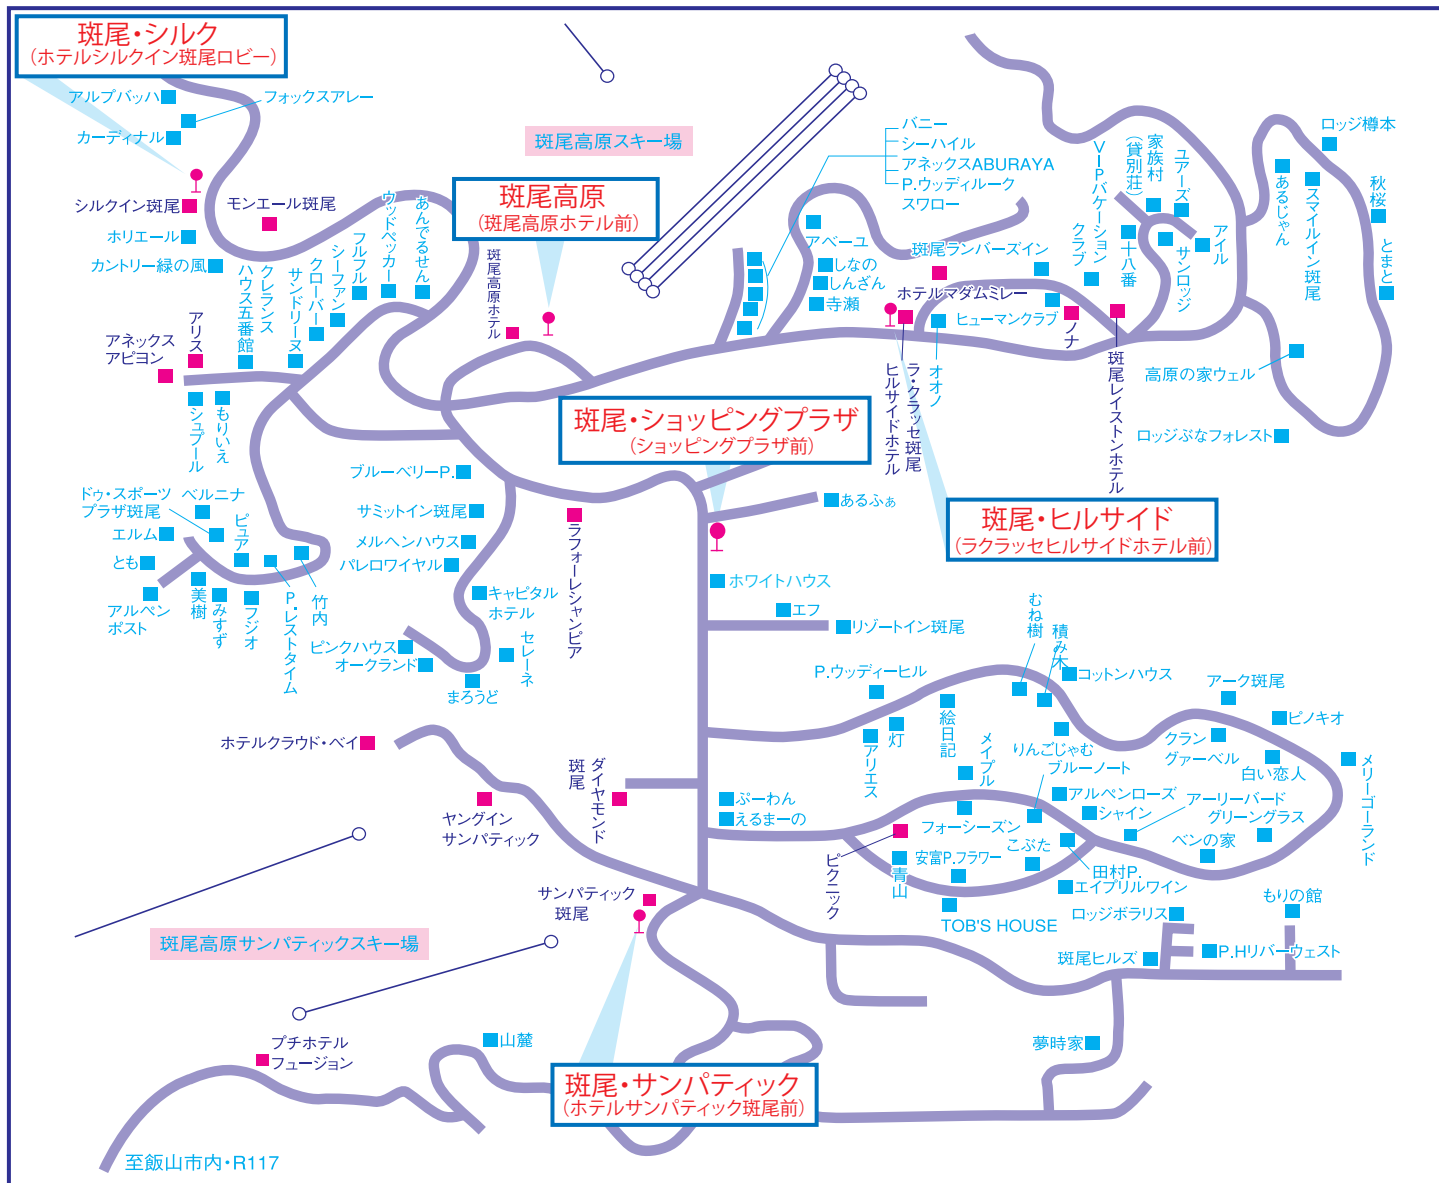 斑尾・シルク
（ホテルシルクイン斑尾ロビー）
アルプバッハ
フォックスアレー
カーディナル
シルクイン斑尾
モンエール斑尾
ホリエール
カントリー緑の風
斑尾高原スキー場
斑尾高原
（斑尾高原ホテル前）
斑尾高原ホテル
あんでるせん
ウッドペッカー
フルフル
シーファン
クローバー
サンドリーヌ
クレランス
ハウス五番館
アリス
アネックス
アピヨン
シュプール
もりいえ
バニー
シーハイル
アネックスABURAYA
P.ウッディルーク
スワロー
アベーユ
しなの
しんざん
寺瀬
斑尾ランバーズイン
ホテルマダムミレー
ヒューマンクラブ
オオノ
ラ・クラッセ斑尾
ヒルサイドホテル
ノナ
斑尾レイストンホテル
VIPバケーション
クラブ
家族村
（貸別荘）
ユアーズ
十八番
サンロッジ
アイル
ロッジ樽本
あるじゃん
スマイルイン斑尾
秋桜
とまと
高原の家ウェル
ロッジぶなフォレスト
斑尾・ショッピングプラザ
（ショッピングプラザ前）
斑尾・ヒルサイド
（ラクラッセヒルサイドホテル前）
ブルーベリーP.
サミットイン斑尾
メルヘンハウス
パレロワイヤル
キャピタル
ホテル
ピンクハウス
オークランド
まろうど
セレーネ
ラフォーレシャンピア
ドゥ・スポーツ
プラザ斑尾
ベルニナ
エルム
とも
ピュア
アルペン
ポスト
美樹
みすず
フジオ
P.レストタイム
竹内
あるふぁ
ホワイトハウス
エフ
リゾートイン斑尾
P.ウッディーヒル
むね樹
積み木
コットンハウス
アーク斑尾
ピノキオ
灯
アリエス
絵日記
メイプル
りんごじゃむ
ブルーノート
クラン
グァーベル
白い恋人
メリーゴーランド
アルペンローズ
シャイン
アーリーバード
グリーングラス
ベンの家
フォーシーズン
こぶた
安富P.フラワー
青山
ピクニック
田村P.
エイプリルワイン
TOB'S HOUSE
ぷーわん
えるまーの
ダイヤモンド
斑尾
ホテルクラウド・ベイ
ヤングイン
サンパティック
サンパティック
斑尾
斑尾高原サンパティックスキー場
ロッジポラリス
もりの館
斑尾ヒルズ
P.Hリバーウェスト
夢時家
山麓
プチホテル
フュージョン
斑尾・サンパティック
（ホテルサンパティック斑尾前）
至飯山市内・R117